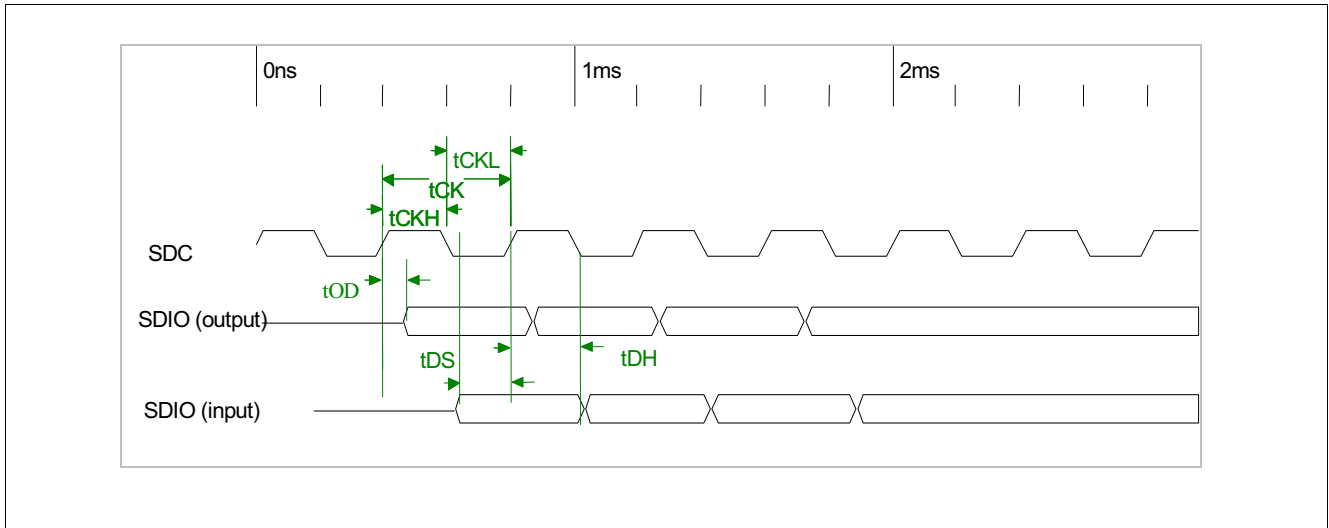 0ns
1ms
2ms
tCKL
tCK
tCKH
SDC
tOD
SDIO (output)
tDS
tDH
SDIO (input)